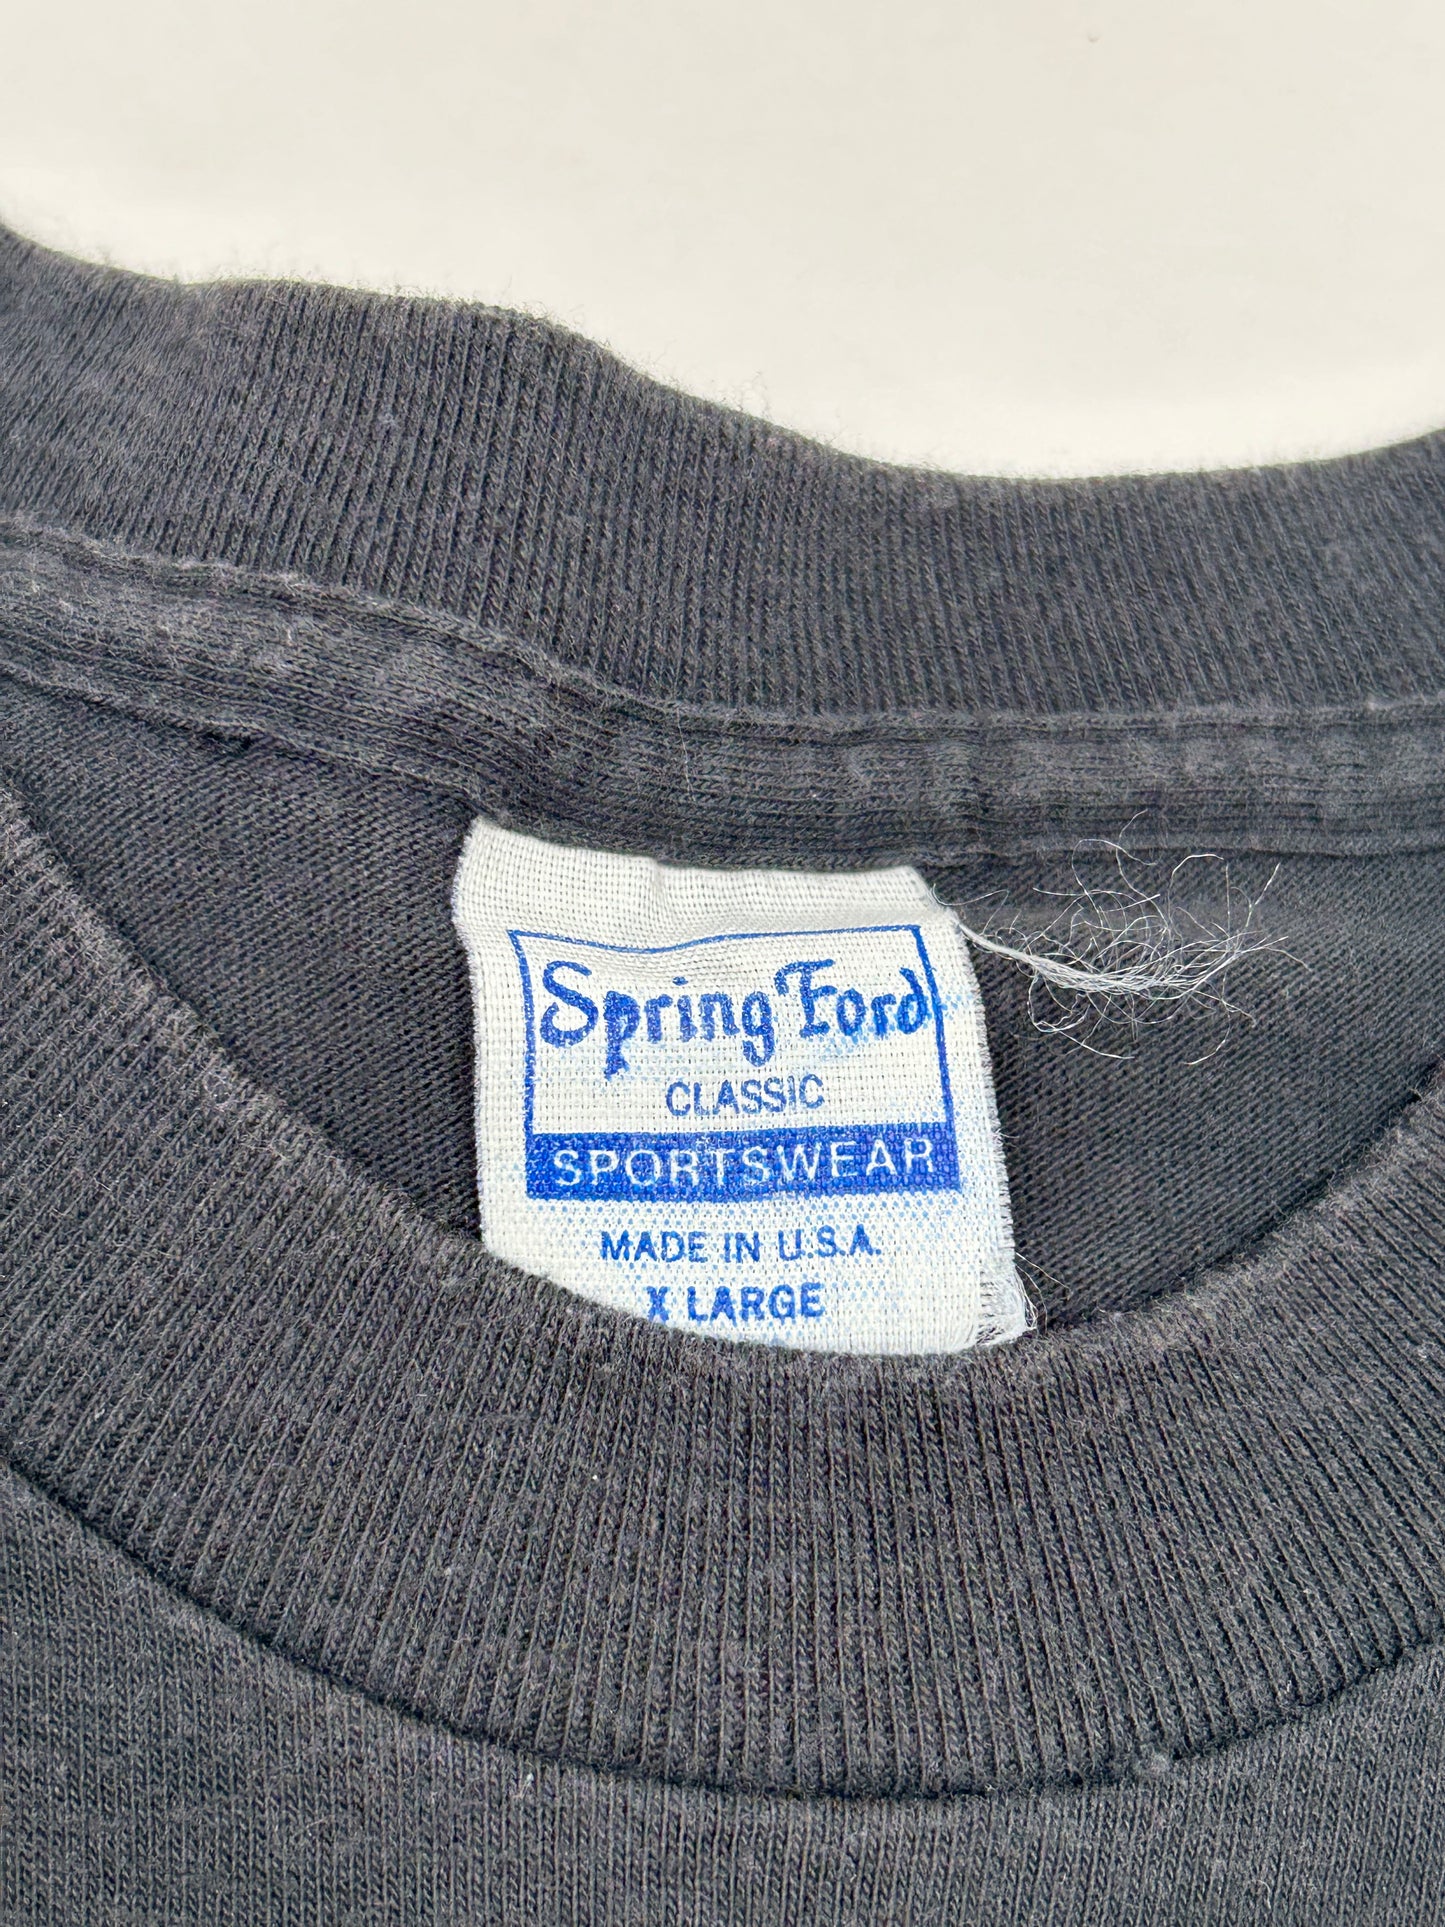 Spring Ford
CLASSIC
SPORTSWEAR
MADE IN U.S.A.
X LARGE